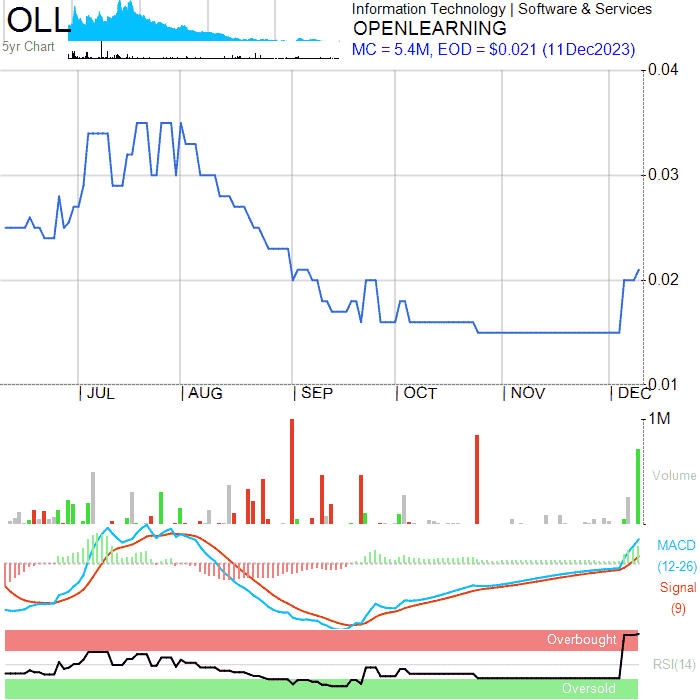 OLL
5yr Chart
Information Technology | Software & Services
OPENLEARNING
MC = 5.4M, EOD = $0.021 (11Dec2023)
0.04
0.03
0.02
0.01
| JUL | AUG | SEP | OCT | NOV | DEC
1M
Volume
MACD
(12-26)
Signal
(9)
Overbought
RSI(14)
Oversold